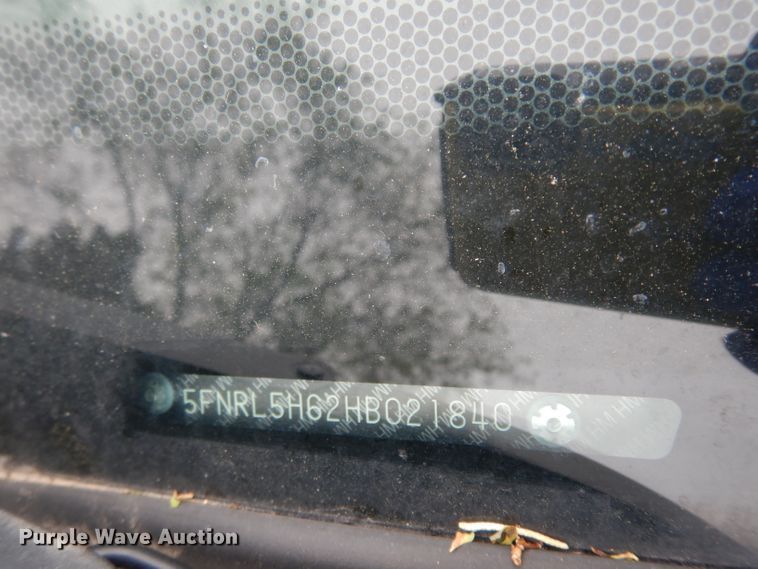 5FNRL5H62HB021840
Purple Wave Auction